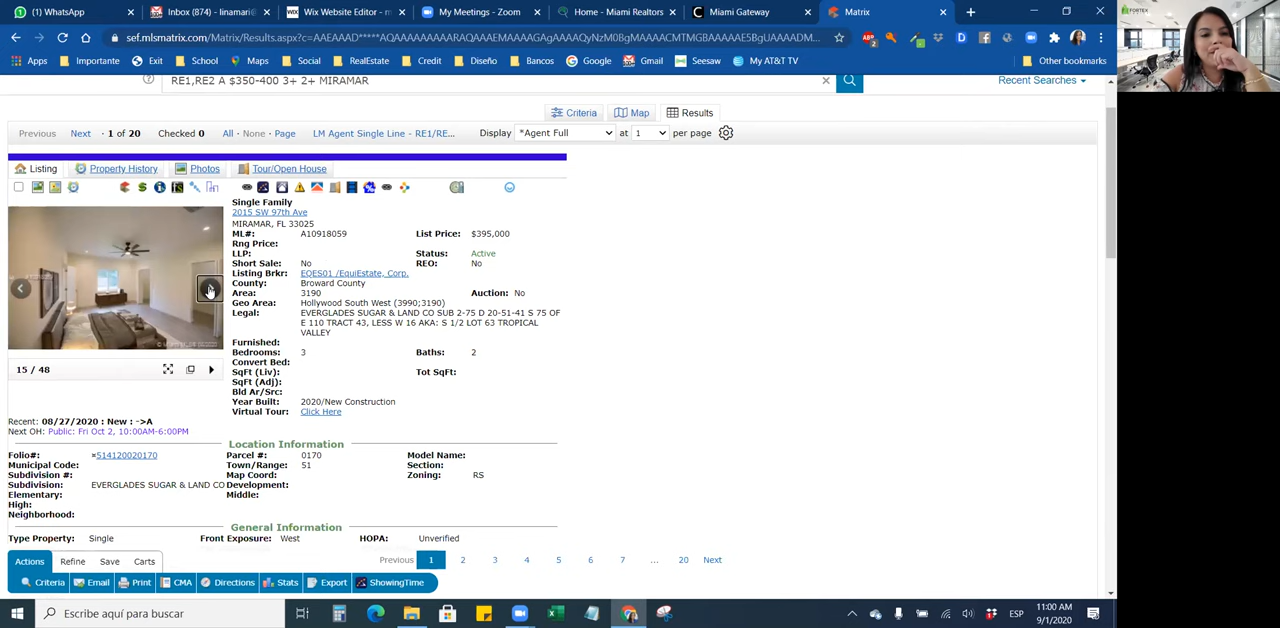 (1) WhatsApp
Inbox (874) - linamari@
Wix Website Editor - m
My Meetings - Zoom
Home - Miami Realtors
Miami Gateway
Matrix
FORTEX
sef.mlsmatrix.com/Matrix/Results.aspx?c=AAEAAAD*****AQAAAAAAAAARAQAAAEMAAAAGAgAAAAQyNzM0BgMAAAACMTMGBAAAAAE5BgUAAAADM...
Apps
Importante
Exit
School
Maps
Social
RealEstate
Credit
Diseño
Bancos
Google
Gmail
Seesaw
My AT&T TV
Other bookmarks
RE1,RE2 A $350-400 3+ 2+ MIRAMAR
Recent Searches
Criteria
Map
Results
Previous Next · 1 of 20 Checked 0 All · None · Page LM Agent Single Line - RE1/RE... Display *Agent Full at 1 per page
Listing Property History Photos Tour/Open House
Single Family
2015 SW 97th Ave
MIRAMAR, FL 33025
ML#: A10918059 List Price: $395,000
Rng Price:
LLP: Status: Active
Short Sale: No REO: No
Listing Brkr: EQES01 /EquiEstate, Corp.
County: Broward County
Area: 3190 Auction: No
Geo Area: Hollywood South West (3990;3190)
Legal: EVERGLADES SUGAR & LAND CO SUB 2-75 D 20-51-41 S 75 OF
E 110 TRACT 43, LESS W 16 AKA: S 1/2 LOT 63 TROPICAL
VALLEY
Furnished:
Bedrooms: 3 Baths: 2
Convert Bed:
SqFt (Liv): Tot SqFt:
SqFt (Adj):
Bld Ar/Src:
Year Built: 2020/New Construction
Virtual Tour: Click Here
15 / 48
Recent: 08/27/2020 : New : ->A
Next OH: Public: Fri Oct 2, 10:00AM-6:00PM
Location Information
Folio#: 514120020170 Parcel #: 0170 Model Name:
Municipal Code: Town/Range: 51 Section:
Subdivision #: Map Coord: Zoning: RS
Subdivision: EVERGLADES SUGAR & LAND CO Development:
Elementary: Middle:
High:
Neighborhood:
General Information
Type Property: Single Front Exposure: West HOPA: Unverified
Actions Refine Save Carts Previous 1 2 3 4 5 6 7 ... 20 Next
Criteria Email Print CMA Directions Stats Export ShowingTime
Escribe aquí para buscar
ESP
11:00 AM
9/1/2020